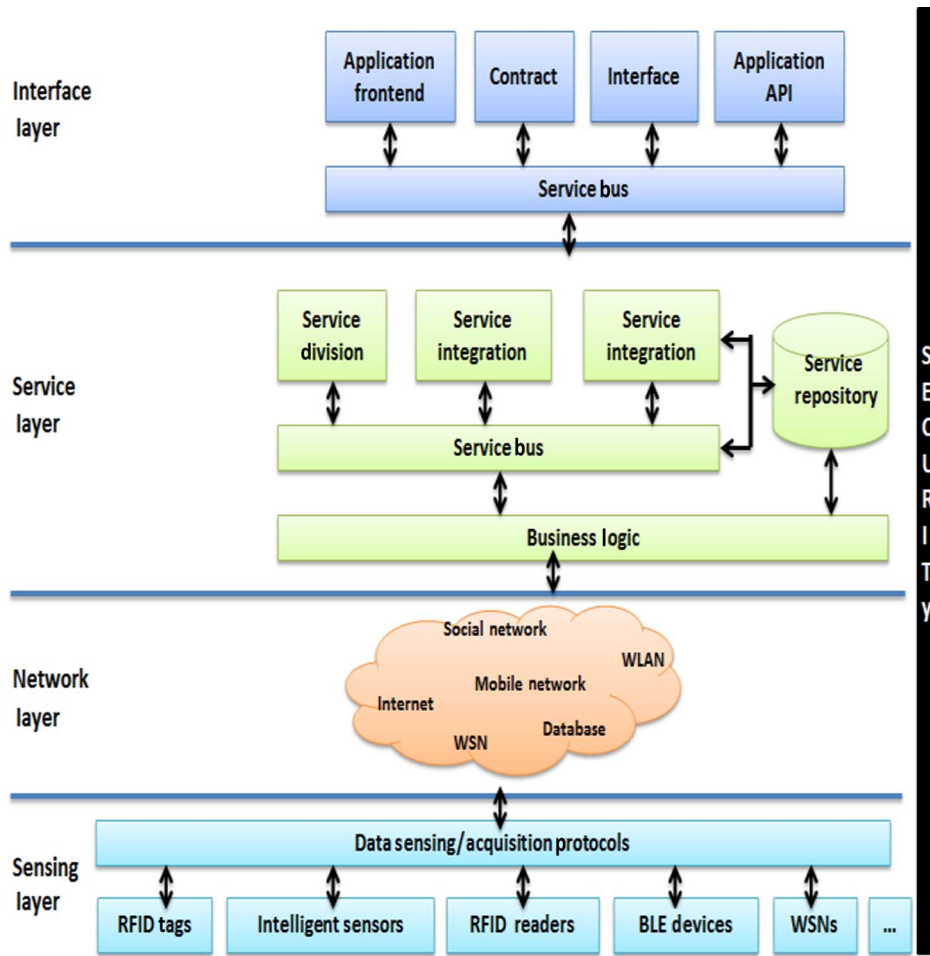 Interface
layer
Application
frontend
Contract
Interface
Application
API
Service bus
Service
layer
Service
division
Service
integration
Service
integration
Service
repository
Service bus
Business logic
Network
layer
Social network
WLAN
Mobile network
Internet
Database
WSN
Sensing
layer
Data sensing/acquisition protocols
RFID tags
Intelligent sensors
RFID readers
BLE devices
WSNs
...
S
E
C
U
R
I
T
y